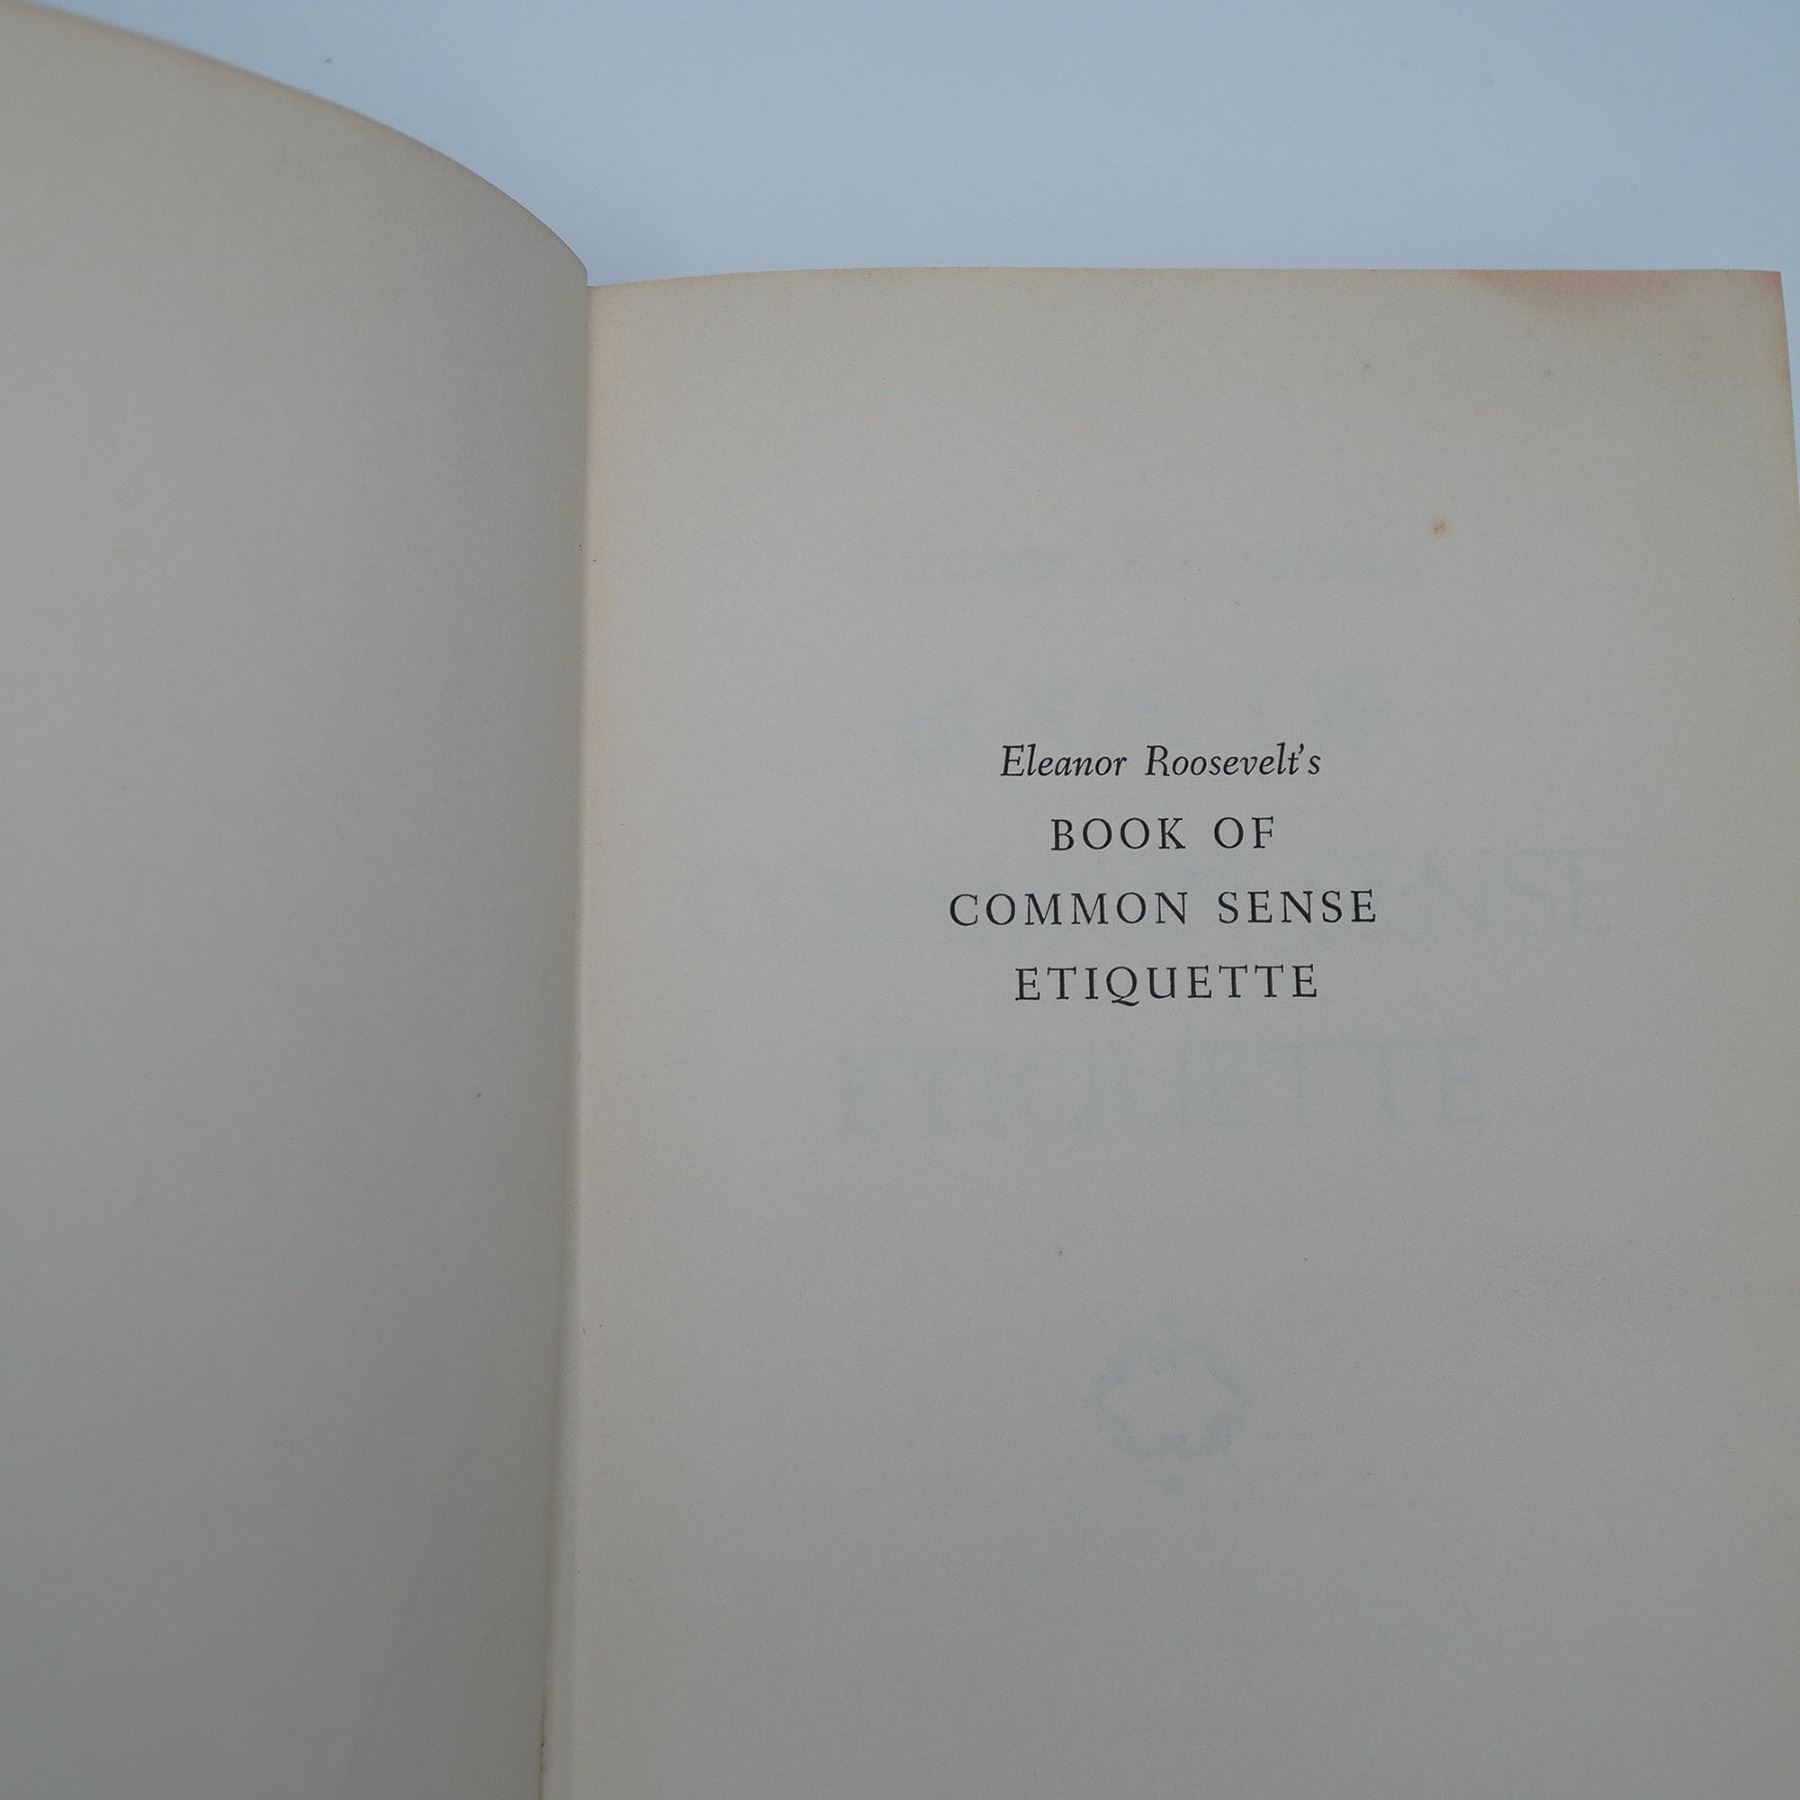 Eleanor Roosevelt's
BOOK OF
COMMON SENSE
ETIQUETTE